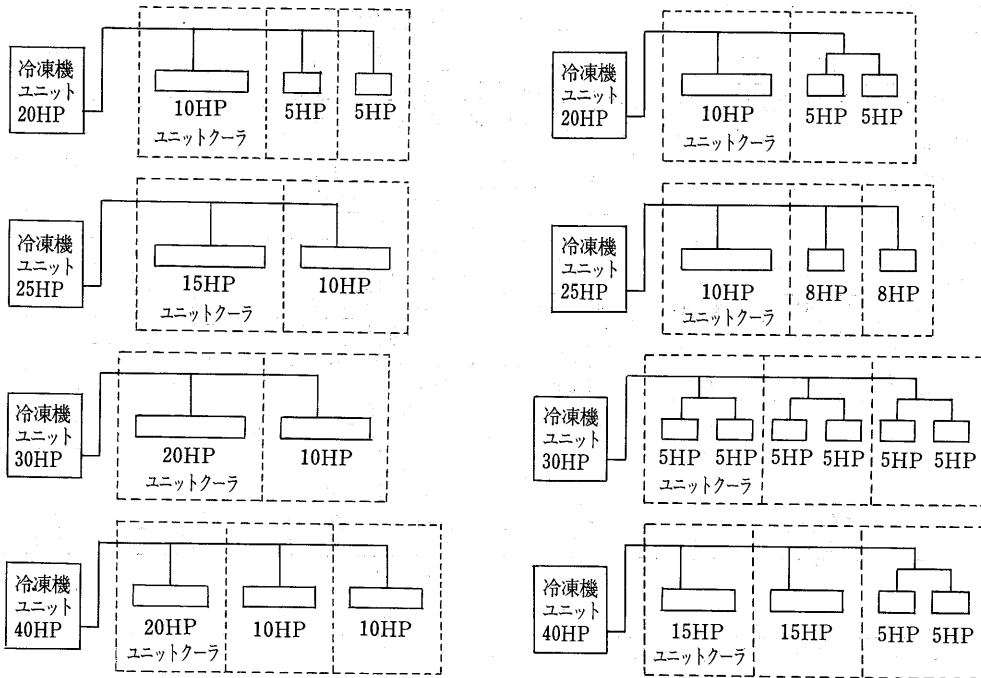 冷凍機
ユニット
20HP
10HP
5HP
5HP
ユニットクーラ
冷凍機
ユニット
20HP
10HP
5HP
5HP
ユニットクーラ
冷凍機
ユニット
25HP
15HP
10HP
ユニットクーラ
冷凍機
ユニット
25HP
10HP
8HP
8HP
ユニットクーラ
冷凍機
ユニット
30HP
20HP
10HP
ユニットクーラ
冷凍機
ユニット
30HP
5HP
5HP
5HP
5HP
5HP
5HP
ユニットクーラ
冷凍機
ユニット
40HP
20HP
10HP
10HP
ユニットクーラ
冷凍機
ユニット
40HP
15HP
15HP
5HP
5HP
ユニットクーラ